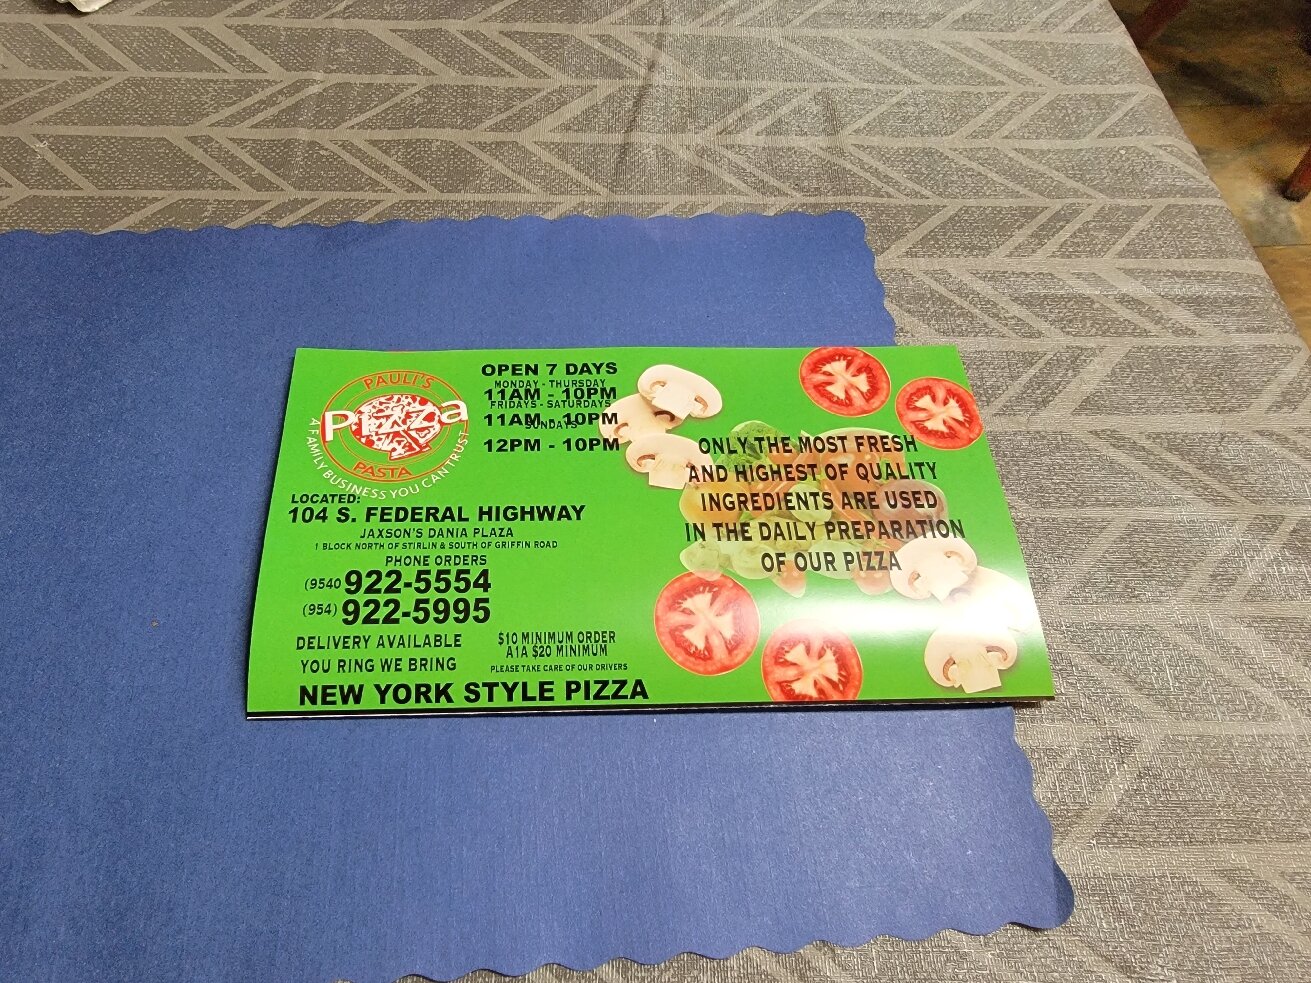 PAULI'S
Pizza
PASTA
A FAMILY BUSINESS YOU CAN TRUST
OPEN 7 DAYS
MONDAY - THURSDAY
11AM - 10PM
FRIDAYS - SATURDAYS
11AM - 10PM
SUNDAYS
12PM - 10PM
LOCATED:
104 S. FEDERAL HIGHWAY
JAXSON'S DANIA PLAZA
1 BLOCK NORTH OF STIRLIN & SOUTH OF GRIFFIN ROAD
PHONE ORDERS
(9540 922-5554
(954) 922-5995
DELIVERY AVAILABLE
YOU RING WE BRING
$10 MINIMUM ORDER
A1A $20 MINIMUM
PLEASE TAKE CARE OF OUR DRIVERS
NEW YORK STYLE PIZZA
ONLY THE MOST FRESH
AND HIGHEST OF QUALITY
INGREDIENTS ARE USED
IN THE DAILY PREPARATION
OF OUR PIZZA